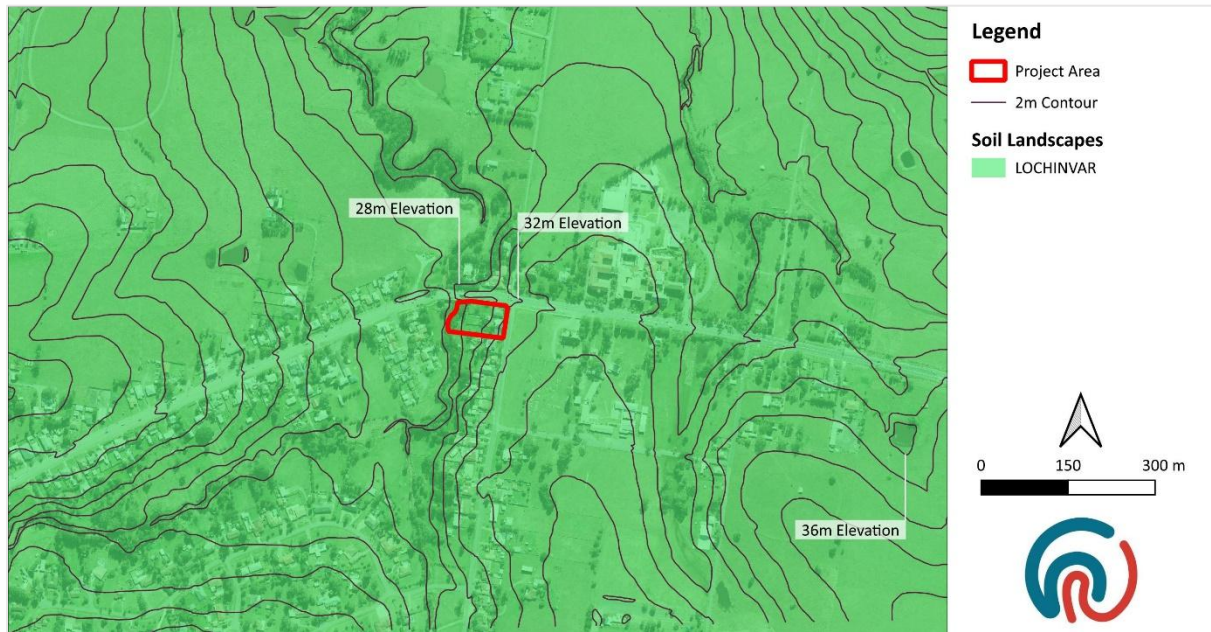 Legend
Project Area
2m Contour
Soil Landscapes
LOCHINVAR
28m Elevation
32m Elevation
36m Elevation
0 150 300 m